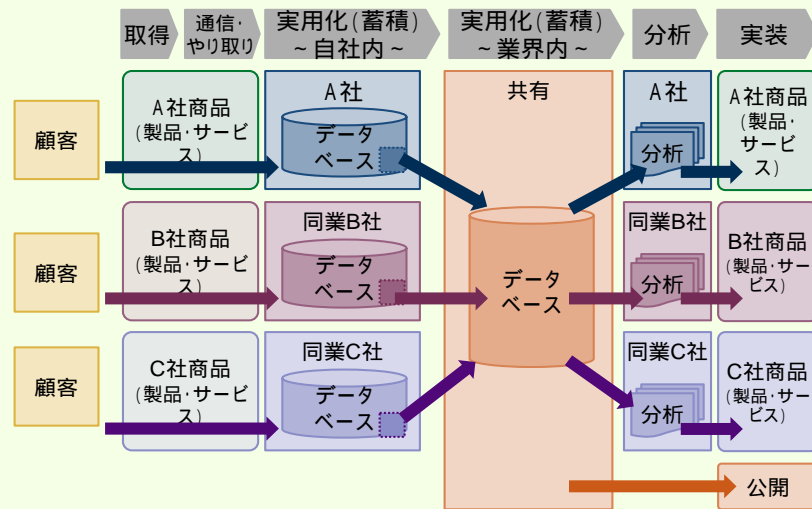 取得
通信・
やり取り
実用化(蓄積)
~自社内~
実用化(蓄積)
~業界内~
分析
実装
顧客
A社商品
(製品・サービ
ス)
A社
データ
ベース
共有
A社
分析
A社商品
(製品・
サービ
ス)
顧客
B社商品
(製品・サービ
ス)
同業B社
データ
ベース
データ
ベース
同業B社
分析
B社商品
(製品・サー
ビス)
顧客
C社商品
(製品・サービ
ス)
同業C社
データ
ベース
同業C社
分析
C社商品
(製品・サー
ビス)
公開